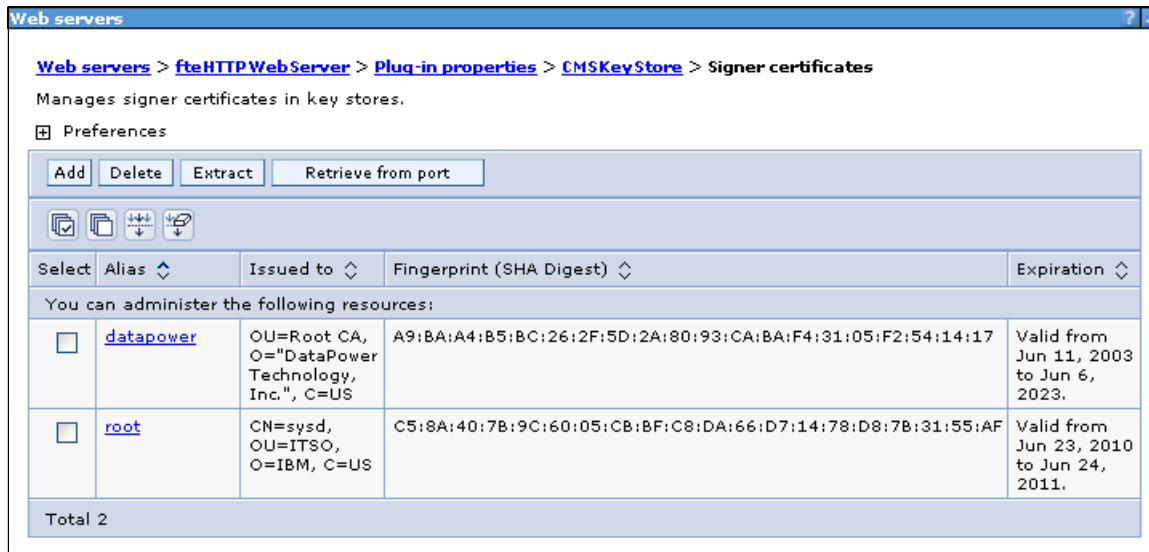 Web servers ?
Web servers > fteHTTPWebServer > Plug-in properties > CMSKeyStore > Signer certificates
Manages signer certificates in key stores.
Preferences
Add Delete Extract Retrieve from port
Select Alias Issued to Fingerprint (SHA Digest) Expiration
You can administer the following resources:
datapower
OU=Root CA,
O="DataPower
Technology,
Inc.", C=US
A9:BA:A4:B5:BC:26:2F:5D:2A:80:93:CA:BA:F4:31:05:F2:54:14:17
Valid from
Jun 11, 2003
to Jun 6,
2023.
root
CN=sysd,
OU=ITSO,
O=IBM, C=US
C5:8A:40:7B:9C:60:05:CB:BF:C8:DA:66:D7:14:78:D8:7B:31:55:AF
Valid from
Jun 23, 2010
to Jun 24,
2011.
Total 2